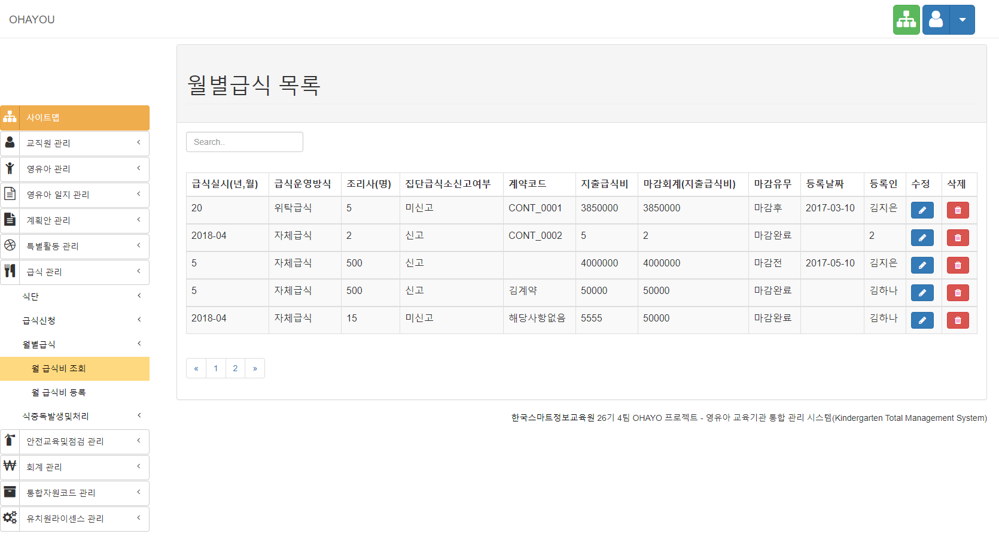 OHAYOU
사이트맵
교직원 관리
영유아 관리
영유아 일지 관리
계획안 관리
특별활동 관리
급식 관리
식단
급식신청
월별급식
월 급식비 조회
월 급식비 등록
식중독발생및처리
안전교육및점검 관리
회계 관리
통합자원코드 관리
유치원라이센스 관리
월별급식 목록
Search..
급식실시(년,월) 급식운영방식 조리사(명) 집단급식소신고여부 계약코드 지출급식비 마감회계(지출급식비) 마감유무 등록날짜 등록인 수정 삭제
20 위탁급식 5 미신고 CONT_0001 3850000 3850000 마감후 2017-03-10 김지은
2018-04 자체급식 2 신고 CONT_0002 5 2 마감완료 2
5 자체급식 500 신고 4000000 4000000 마감전 2017-05-10 김지은
5 자체급식 500 신고 김계약 50000 50000 마감완료 김하나
2018-04 자체급식 15 미신고 해당사항없음 5555 50000 마감완료 김하나
« 1 2 »
한국스마트정보교육원 26기 4팀 OHAYO 프로젝트 - 영유아 교육기관 통합 관리 시스템(Kindergarten Total Management System)